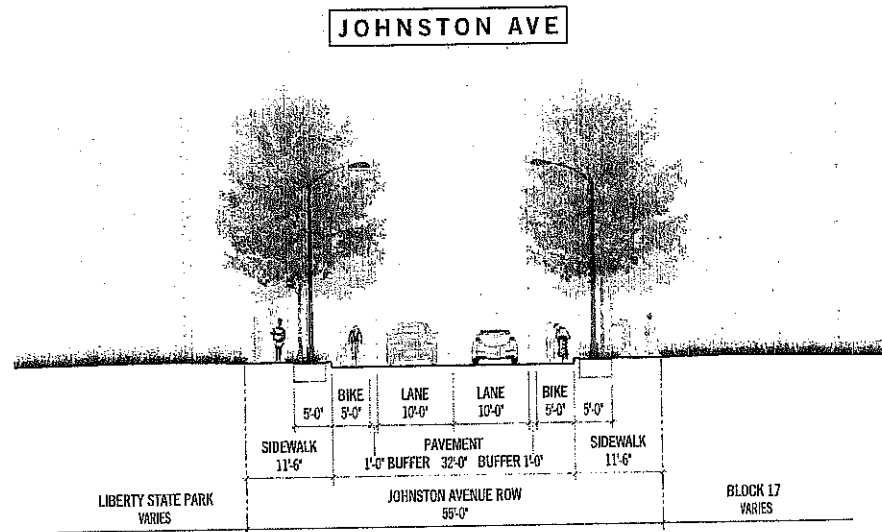 JOHNSTON AVE
BIKE LANE LANE BIKE
5'-0" 5'-0" 10'-0" 10'-0" 5'-0" 5'-0"
SIDEWALK PAVEMENT SIDEWALK
11'-6" 1'-0" BUFFER 32'-0" BUFFER 1'-0" 11'-6"
LIBERTY STATE PARK JOHNSTON AVENUE ROW BLOCK 17
VARIES 55'-0" VARIES